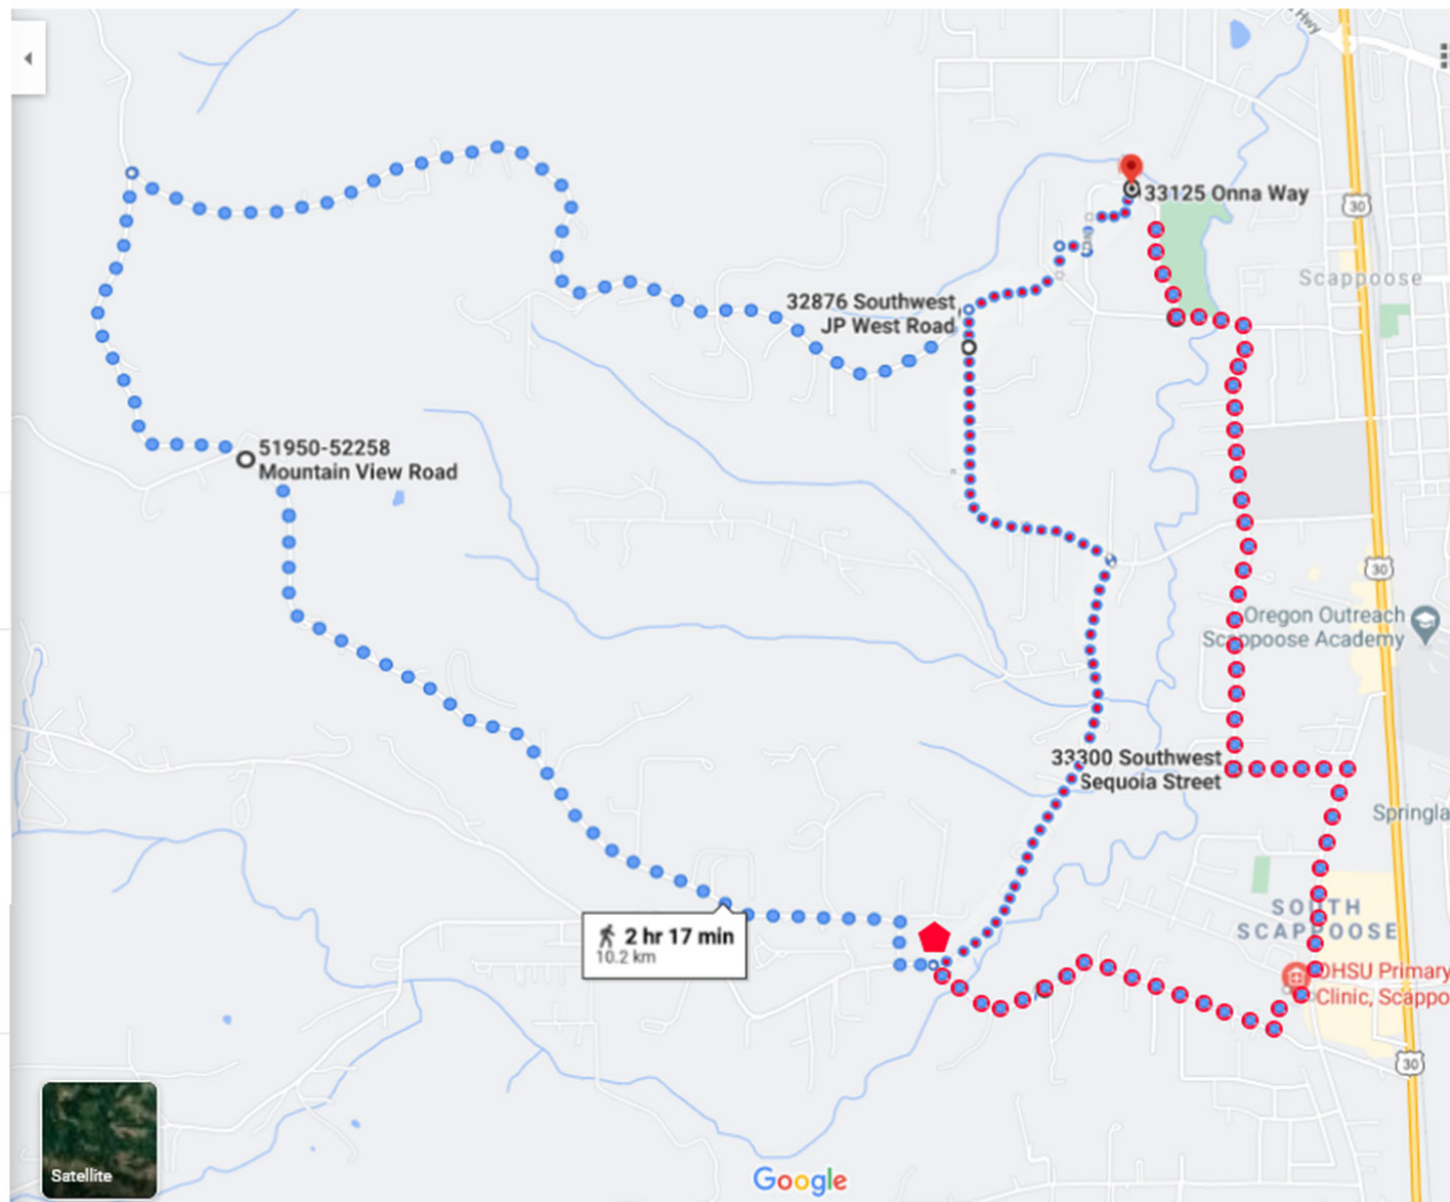 Hwy
30
33125 Onna Way
Scappoose
32876 Southwest
JP West Road
51950-52258
Mountain View Road
30
Oregon Outreach
Scappoose Academy
33300 Southwest
Sequoia Street
Springla
SOUTH
SCAPPOOSE
2 hr 17 min
10.2 km
OHSU Primary
Clinic, Scappo
30
Satellite
Google